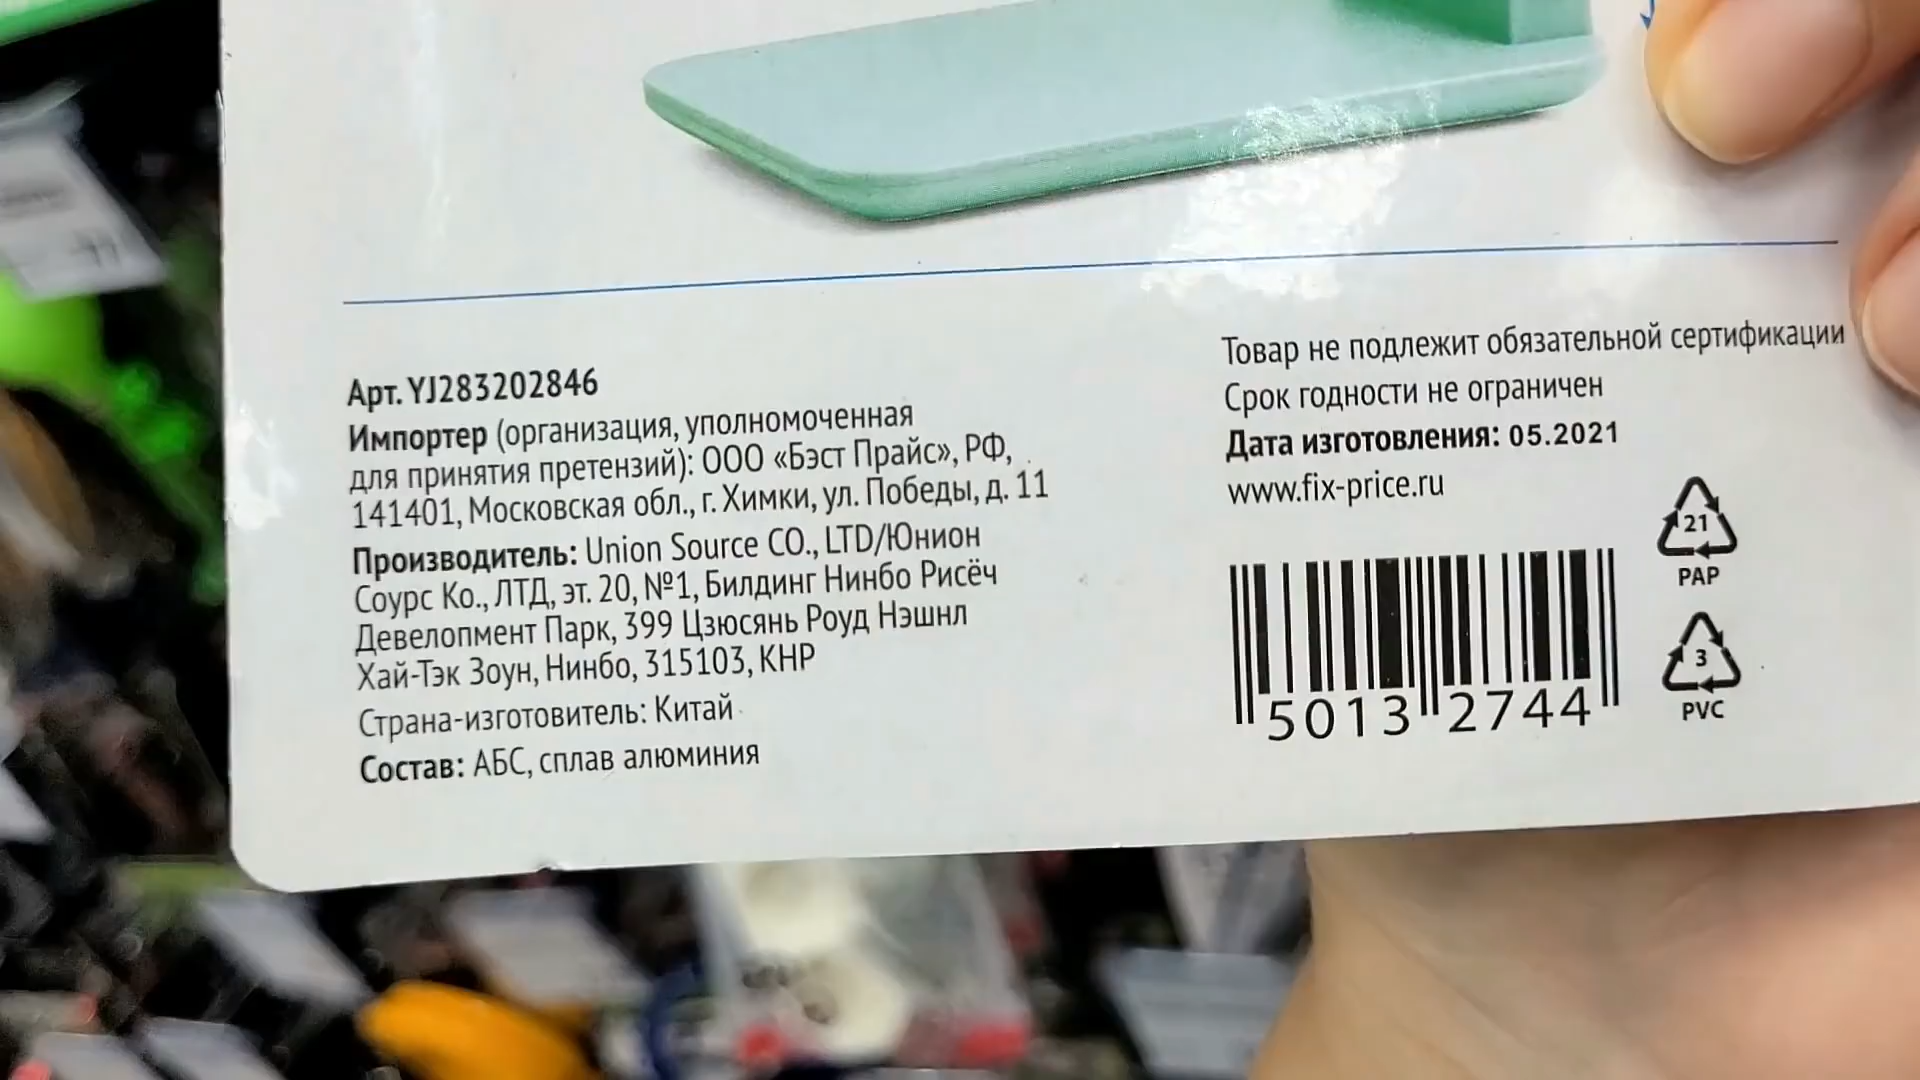 Арт. YJ283202846
Импортер (организация, уполномоченная
для принятия претензий): ООО «Бэст Прайс», РФ,
141401, Московская обл., г. Химки, ул. Победы, д. 11
Производитель: Union Source CO., LTD/Юнион
Соурс Ко., ЛТД, эт. 20, №1, Билдинг Нинбо Рисёч
Девелопмент Парк, 399 Цзюсянь Роуд Нэшнл
Хай-Тэк Зоун, Нинбо, 315103, КНР
Страна-изготовитель: Китай
Состав: АБС, сплав алюминия
Товар не подлежит обязательной сертификации
Срок годности не ограничен
Дата изготовления: 05.2021
www.fix-price.ru
21
PAP
3
PVC
5013 2744